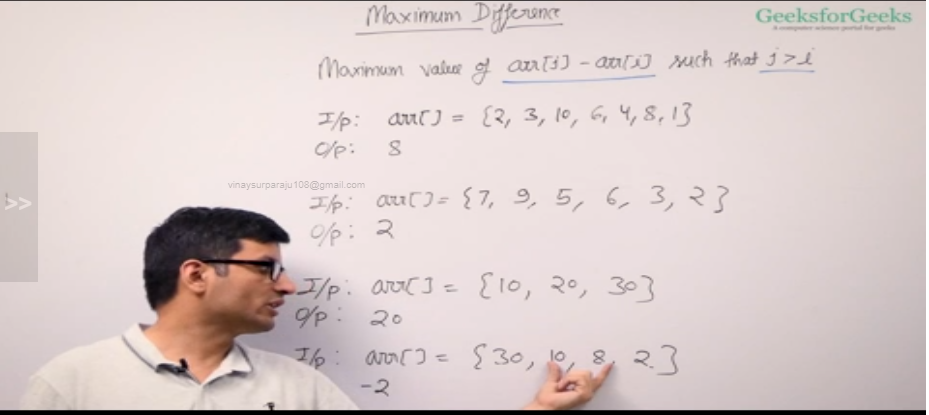 Maximum Difference
GeeksforGeeks
A computer science portal for geeks
Maximum value of arr[j] - arr[i] such that j>i
I/p: arr[] = {2, 3, 10, 6, 4, 8, 1}
O/p: 8
vinaysurparaju108@gmail.com
I/p: arr[] = {7, 9, 5, 6, 3, 2}
O/p: 2
>>
I/p: arr[] = {10, 20, 30}
O/p: 20
I/p: arr[] = {30, 10, 8, 2}
-2